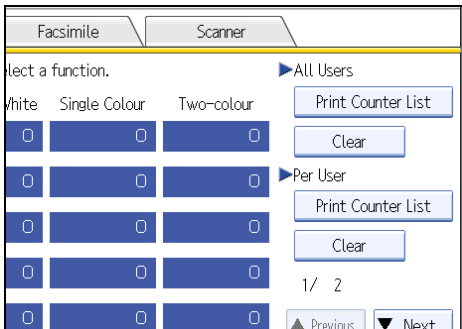 Facsimile Scanner
elect a function. All Users
White Single Colour Two-colour Print Counter List
0 0 0 Clear
0 0 0 Per User
Print Counter List
0 0 0
Clear
0 0 0 1/ 2
0 0 0 Previous Next